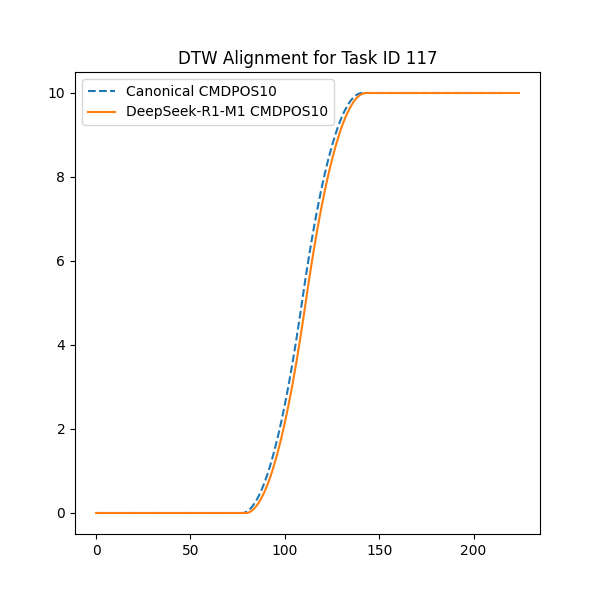 DTW Alignment for Task ID 117
Canonical CMDPOS10
DeepSeek-R1-M1 CMDPOS10
10
8
6
4
2
0
0 50 100 150 200